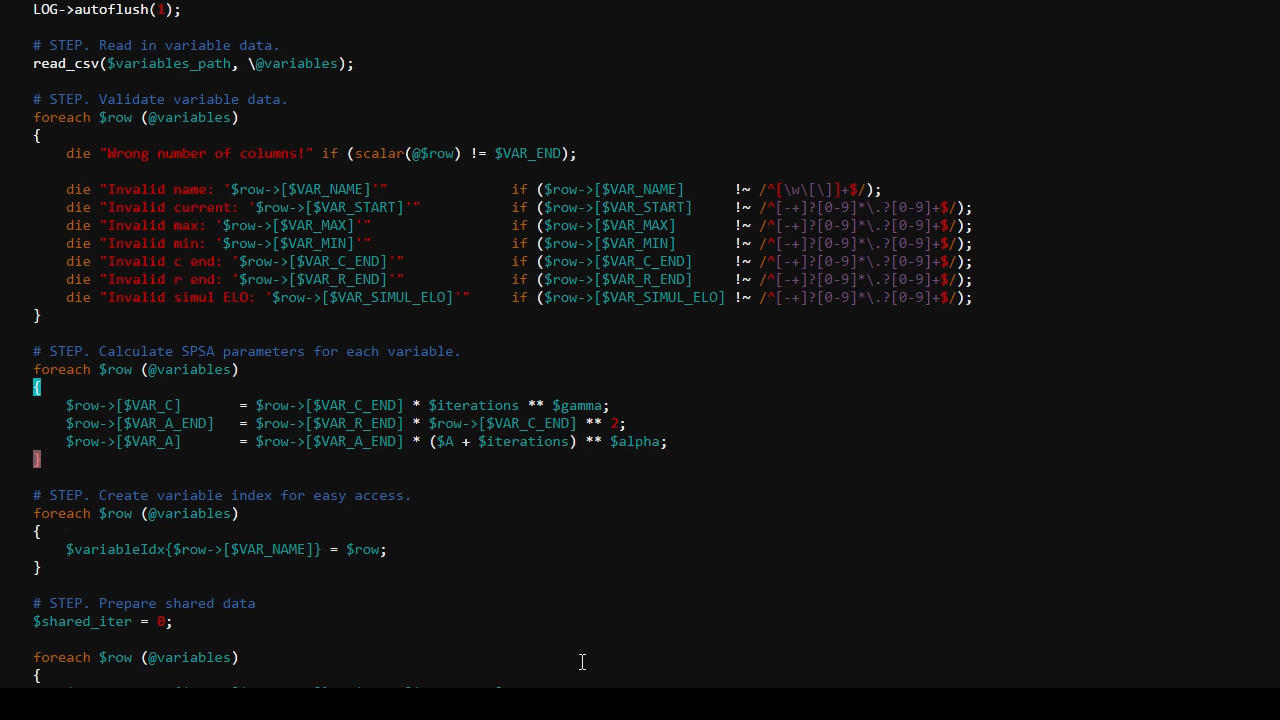 LOG->autoflush(1);
# STEP. Read in variable data.
read_csv($variables_path, \@variables);
# STEP. Validate variable data.
foreach $row (@variables)
{
die "Wrong number of columns!" if (scalar(@$row) != $VAR_END);
die "Invalid name: '$row->[$VAR_NAME]'" if ($row->[$VAR_NAME] !~ /^[\w\[\]]+$/);
die "Invalid current: '$row->[$VAR_START]'" if ($row->[$VAR_START] !~ /^[-+]?[0-9]*\.?[0-9]+$/);
die "Invalid max: '$row->[$VAR_MAX]'" if ($row->[$VAR_MAX] !~ /^[-+]?[0-9]*\.?[0-9]+$/);
die "Invalid min: '$row->[$VAR_MIN]'" if ($row->[$VAR_MIN] !~ /^[-+]?[0-9]*\.?[0-9]+$/);
die "Invalid c end: '$row->[$VAR_C_END]'" if ($row->[$VAR_C_END] !~ /^[-+]?[0-9]*\.?[0-9]+$/);
die "Invalid r end: '$row->[$VAR_R_END]'" if ($row->[$VAR_R_END] !~ /^[-+]?[0-9]*\.?[0-9]+$/);
die "Invalid simul ELO: '$row->[$VAR_SIMUL_ELO]'" if ($row->[$VAR_SIMUL_ELO] !~ /^[-+]?[0-9]*\.?[0-9]+$/);
}
# STEP. Calculate SPSA parameters for each variable.
foreach $row (@variables)
{
$row->[$VAR_C] = $row->[$VAR_C_END] * $iterations ** $gamma;
$row->[$VAR_A_END] = $row->[$VAR_R_END] * $row->[$VAR_C_END] ** 2;
$row->[$VAR_A] = $row->[$VAR_A_END] * ($A + $iterations) ** $alpha;
}
# STEP. Create variable index for easy access.
foreach $row (@variables)
{
$variableIdx{$row->[$VAR_NAME]} = $row;
}
# STEP. Prepare shared data
$shared_iter = 0;
foreach $row (@variables)
{